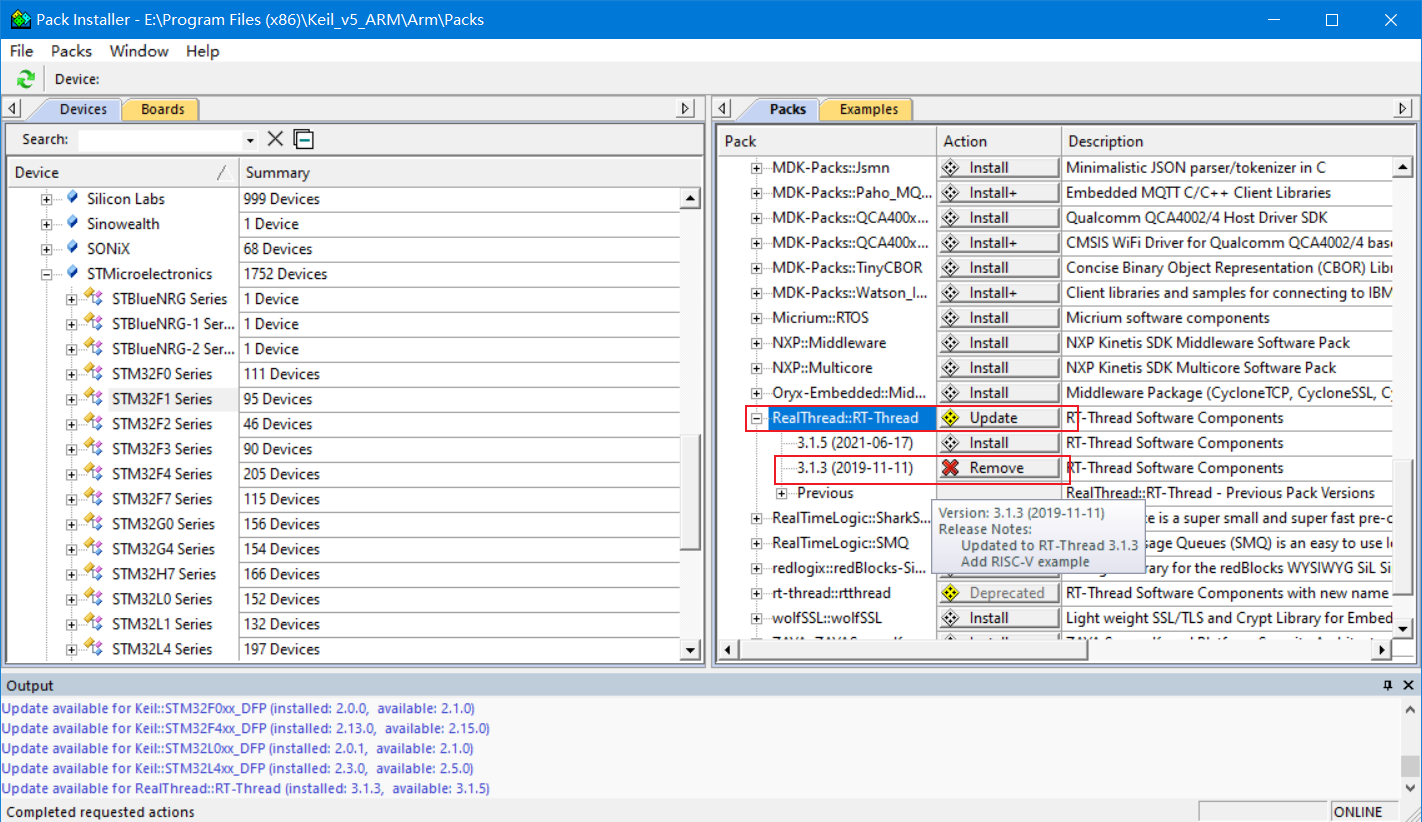 Pack Installer - E:\Program Files (x86)\Keil_v5_ARM\Arm\Packs
File Packs Window Help
Device:
Devices Boards
Search:
Device Summary
Silicon Labs 999 Devices
Sinowealth 1 Device
SONiX 68 Devices
STMicroelectronics 1752 Devices
STBlueNRG Series 1 Device
STBlueNRG-1 Ser... 1 Device
STBlueNRG-2 Ser... 1 Device
STM32F0 Series 111 Devices
STM32F1 Series 95 Devices
STM32F2 Series 46 Devices
STM32F3 Series 90 Devices
STM32F4 Series 205 Devices
STM32F7 Series 115 Devices
STM32G0 Series 156 Devices
STM32G4 Series 154 Devices
STM32H7 Series 166 Devices
STM32L0 Series 152 Devices
STM32L1 Series 132 Devices
STM32L4 Series 197 Devices
Packs Examples
Pack Action Description
MDK-Packs::Jsmn Install Minimalistic JSON parser/tokenizer in C
MDK-Packs::Paho_MQ... Install+ Embedded MQTT C/C++ Client Libraries
MDK-Packs::QCA400x... Install Qualcomm QCA4002/4 Host Driver SDK
MDK-Packs::QCA400x... Install+ CMSIS WiFi Driver for Qualcomm QCA4002/4 base
MDK-Packs::TinyCBOR Install Concise Binary Object Representation (CBOR) Libr
MDK-Packs::Watson_I... Install+ Client libraries and samples for connecting to IBM
Micrium::RTOS Install Micrium software components
NXP::Middleware Install NXP Kinetis SDK Middleware Software Pack
NXP::Multicore Install NXP Kinetis SDK Multicore Software Pack
Oryx-Embedded::Mid... Install Middleware Package (CycloneTCP, CycloneSSL, Cy
RealThread::RT-Thread Update RT-Thread Software Components
3.1.5 (2021-06-17) Install RT-Thread Software Components
3.1.3 (2019-11-11) Remove RT-Thread Software Components
Previous RealThread::RT-Thread - Previous Pack Versions
RealTimeLogic::SharkS... e is a super small and super fast pre-c
RealTimeLogic::SMQ sage Queues (SMQ) is an easy to use Ic
redlogix::redBlocks-Si... rary for the redBlocks WYSIWYG SiL Si
rt-thread::rtthread Deprecated RT-Thread Software Components with new name
wolfSSL::wolfSSL Install Light weight SSL/TLS and Crypt Library for Embed
Version: 3.1.3 (2019-11-11)
Release Notes:
Updated to RT-Thread 3.1.3
Add RISC-V example
Output
Update available for Keil::STM32F0xx_DFP (installed: 2.0.0, available: 2.1.0)
Update available for Keil::STM32F4xx_DFP (installed: 2.13.0, available: 2.15.0)
Update available for Keil::STM32L0xx_DFP (installed: 2.0.1, available: 2.1.0)
Update available for Keil::STM32L4xx_DFP (installed: 2.3.0, available: 2.5.0)
Update available for RealThread::RT-Thread (installed: 3.1.3, available: 3.1.5)
Completed requested actions
ONLINE